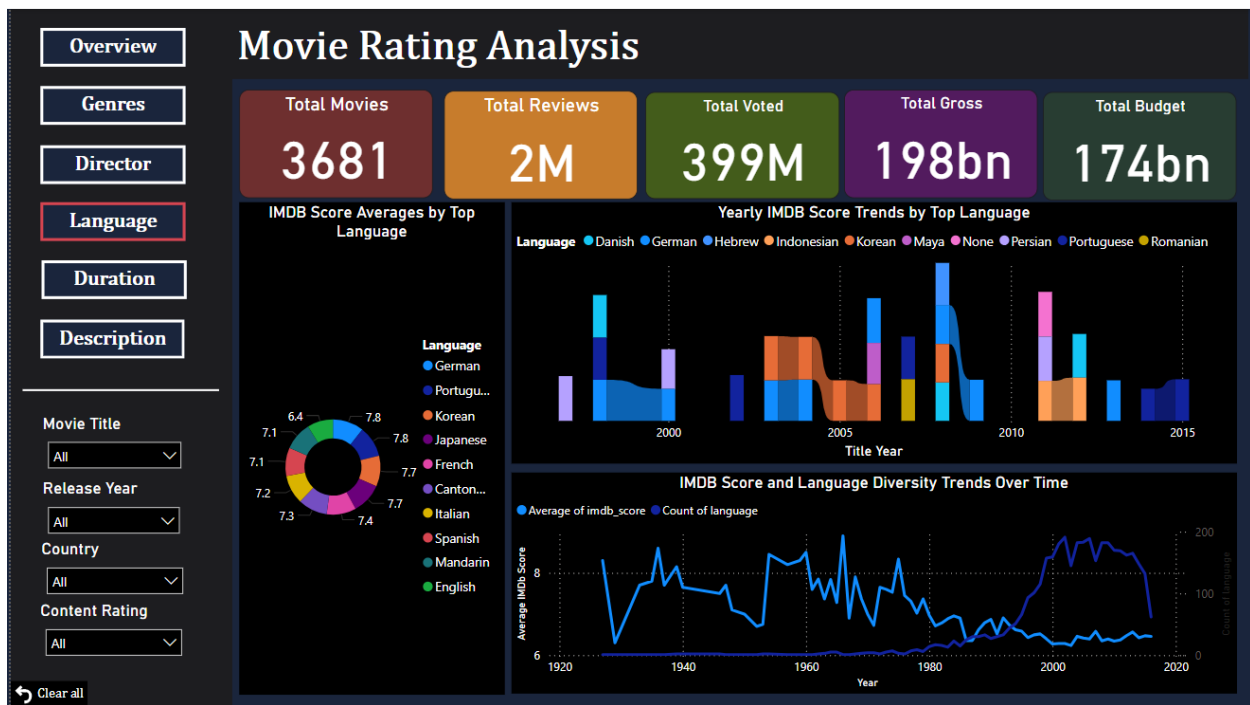 Overview
Genres
Director
Language
Duration
Description
Movie Title
All
Release Year
All
Country
All
Content Rating
All
Clear all
Movie Rating Analysis
Total Movies
3681
Total Reviews
2M
Total Voted
399M
Total Gross
198bn
Total Budget
174bn
IMDB Score Averages by Top
Language
Language
German
Portugu...
Korean
Japanese
French
Canton...
Italian
Spanish
Mandarin
English
7.8
7.8
7.7
7.7
7.4
7.3
7.2
7.1
7.1
6.4
Yearly IMDB Score Trends by Top Language
Language Danish German Hebrew Indonesian Korean Maya None Persian Portuguese Romanian
2000 2005 2010 2015
Title Year
IMDB Score and Language Diversity Trends Over Time
Average of imdb_score Count of language
Average IMDb Score
8
6
200
100
0
Count of language
1920 1940 1960 1980 2000 2020
Year